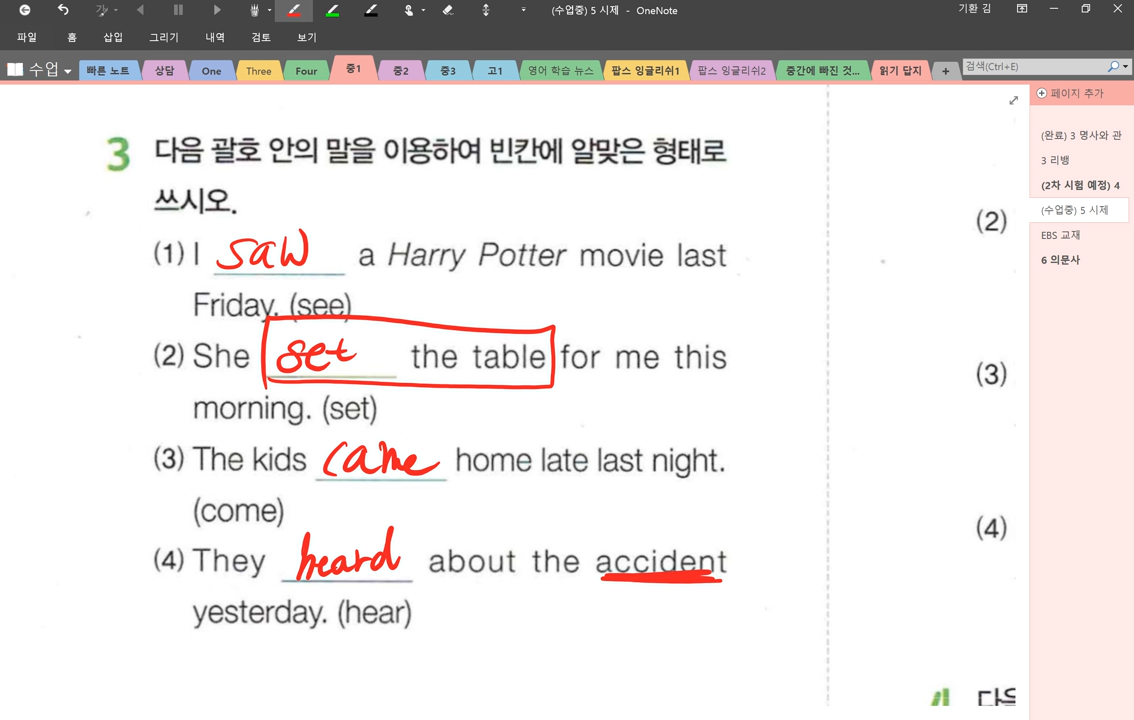 (수업중) 5 시제 - OneNote
기환 김
파일 홈 삽입 그리기 내역 검토 보기
수업 빠른 노트 상담 One Three Four 중1 중2 중3 고1 영어 학습 뉴스 팝스 잉글리쉬1 팝스 잉글리쉬2 중간에 빠진 것... 읽기 답지 + 검색(Ctrl+E)
페이지 추가
(완료) 3 명사와 관
3 리뱅
(2차 시험 예정) 4
(수업중) 5 시제
EBS 교재
6 의문사
3 다음 괄호 안의 말을 이용하여 빈칸에 알맞은 형태로
쓰시오.
(1) I saw a Harry Potter movie last
Friday. (see)
(2) She set the table for me this
morning. (set)
(3) The kids came home late last night.
(come)
(4) They heard about the accident
yesterday. (hear)
(2)
(3)
(4)